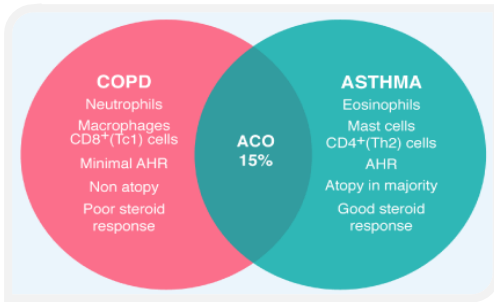 COPD
Neutrophils
Macrophages
CD8+(Tc1) cells
Minimal AHR
Non atopy
Poor steroid
response
ACO
15%
ASTHMA
Eosinophils
Mast cells
CD4+(Th2) cells
AHR
Atopy in majority
Good steroid
response